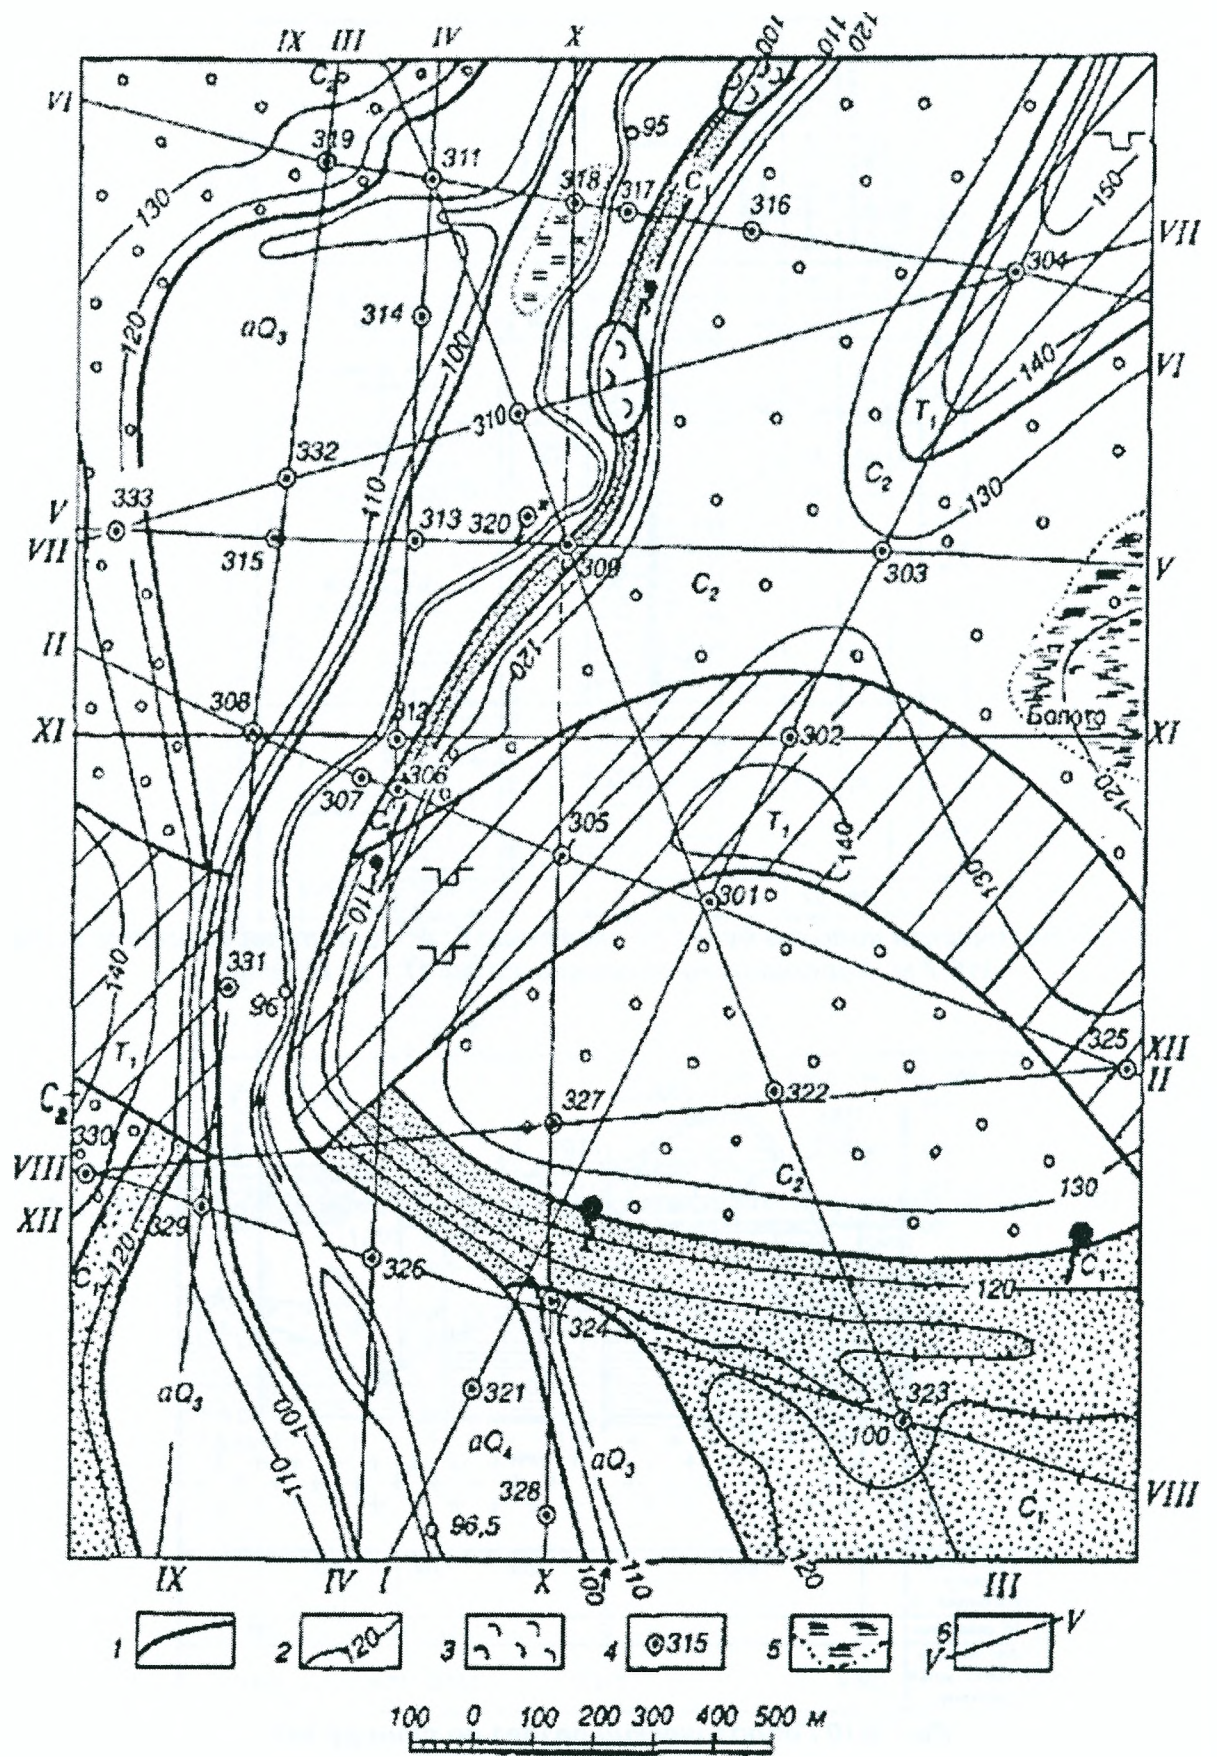 IX III IV X 100 110 120
VI C₂
95
319 311
130 318 317 C₁ 316 150
VII
304
120 aQ₃ 314 100
VI
140
310 T₁
332
C₂
333 110 130
V 313 320
VII 315 309 303 V
C₂
II 120
308 312 Болото
XI 302 XI
307 306 120
C₁ 305 T₁ 140
130
301
110
331
140 96
325 XII
T₁ II
C₂ 327 322
330
VIII C₂ 130
XII 329
120
C₁ 326 C₁
120
324
aQ₃ 321 323
100 aQ₄ 100
110 aQ₃
328 VIII
96,5 C₁
IX IV I X 100 110 120 III
1 2 120 3 4 315 5 6 V V
100 0 100 200 300 400 500 м